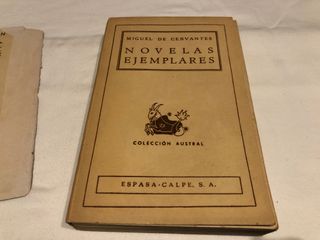 MIGUEL DE CERVANTES
NOVELAS
EJEMPLARES
COLECCIÓN AUSTRAL
ESPASA-CALPE, S. A.